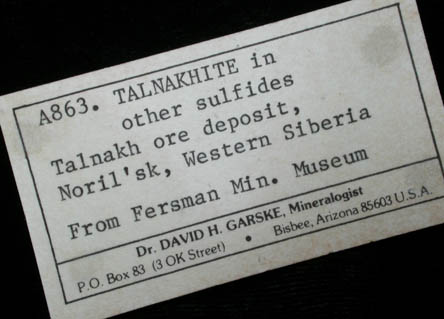 A863. TALNAKHITE in
other sulfides
Talnakh ore deposit,
Noril'sk, Western Siberia
From Fersman Min. Museum
Dr. DAVID H. GARSKE, Mineralogist
P.O. Box 83 (3 OK Street) • Bisbee, Arizona 85603 U.S.A.